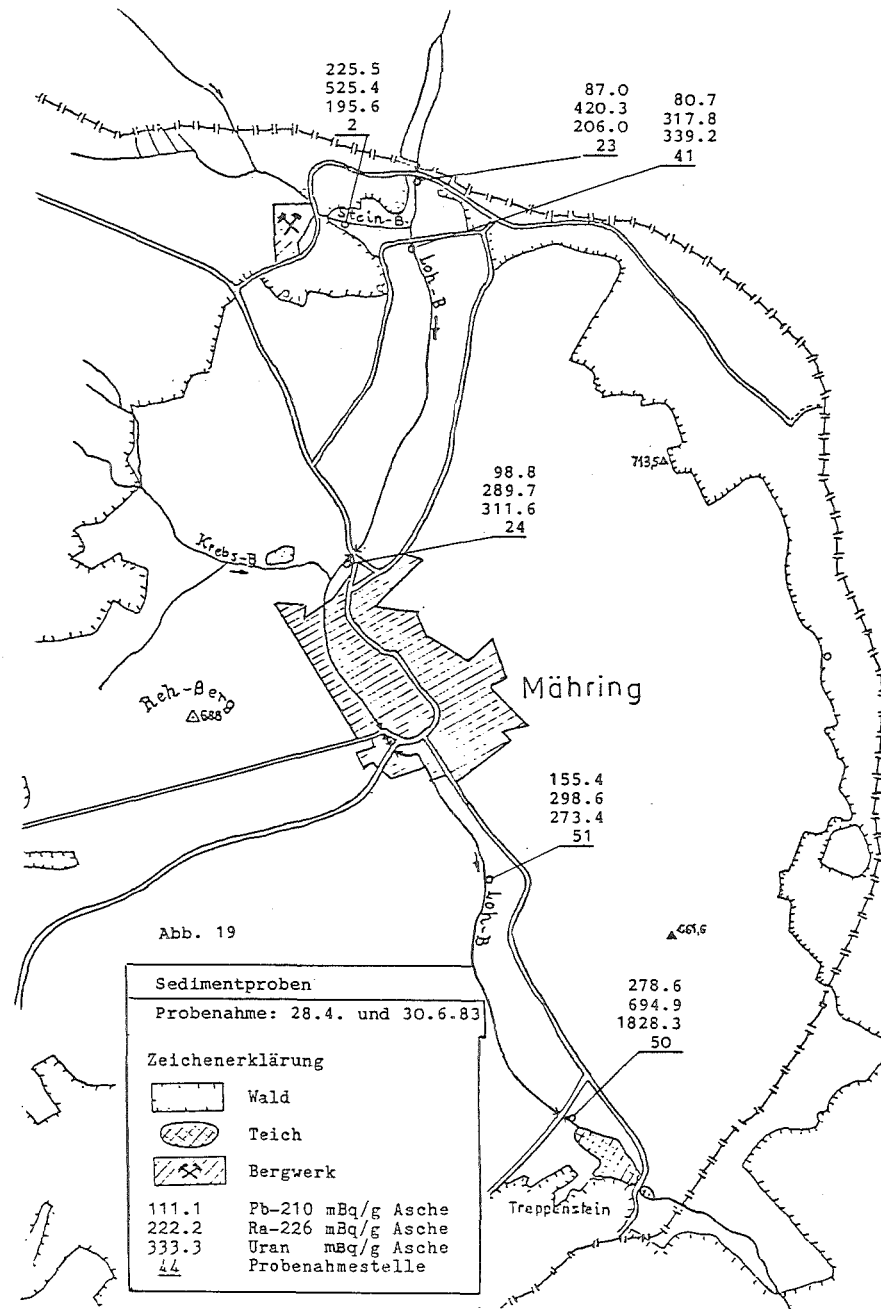 225.5
525.4
195.6
2
87.0
420.3
206.0
23
80.7
317.8
339.2
41
Stein-B.
Loh-B
713,5
98.8
289.7
311.6
24
Krebs-B
Reh-Berg
688
Mähring
155.4
298.6
273.4
51
Loh-B
661,6
278.6
694.9
1828.3
50
Treppenstein
Abb. 19
Sedimentproben
Probenahme: 28.4. und 30.6.83
Zeichenerklärung
Wald
Teich
Bergwerk
111.1 Pb-210 mBq/g Asche
222.2 Ra-226 mBq/g Asche
333.3 Uran mBq/g Asche
44 Probenahmestelle